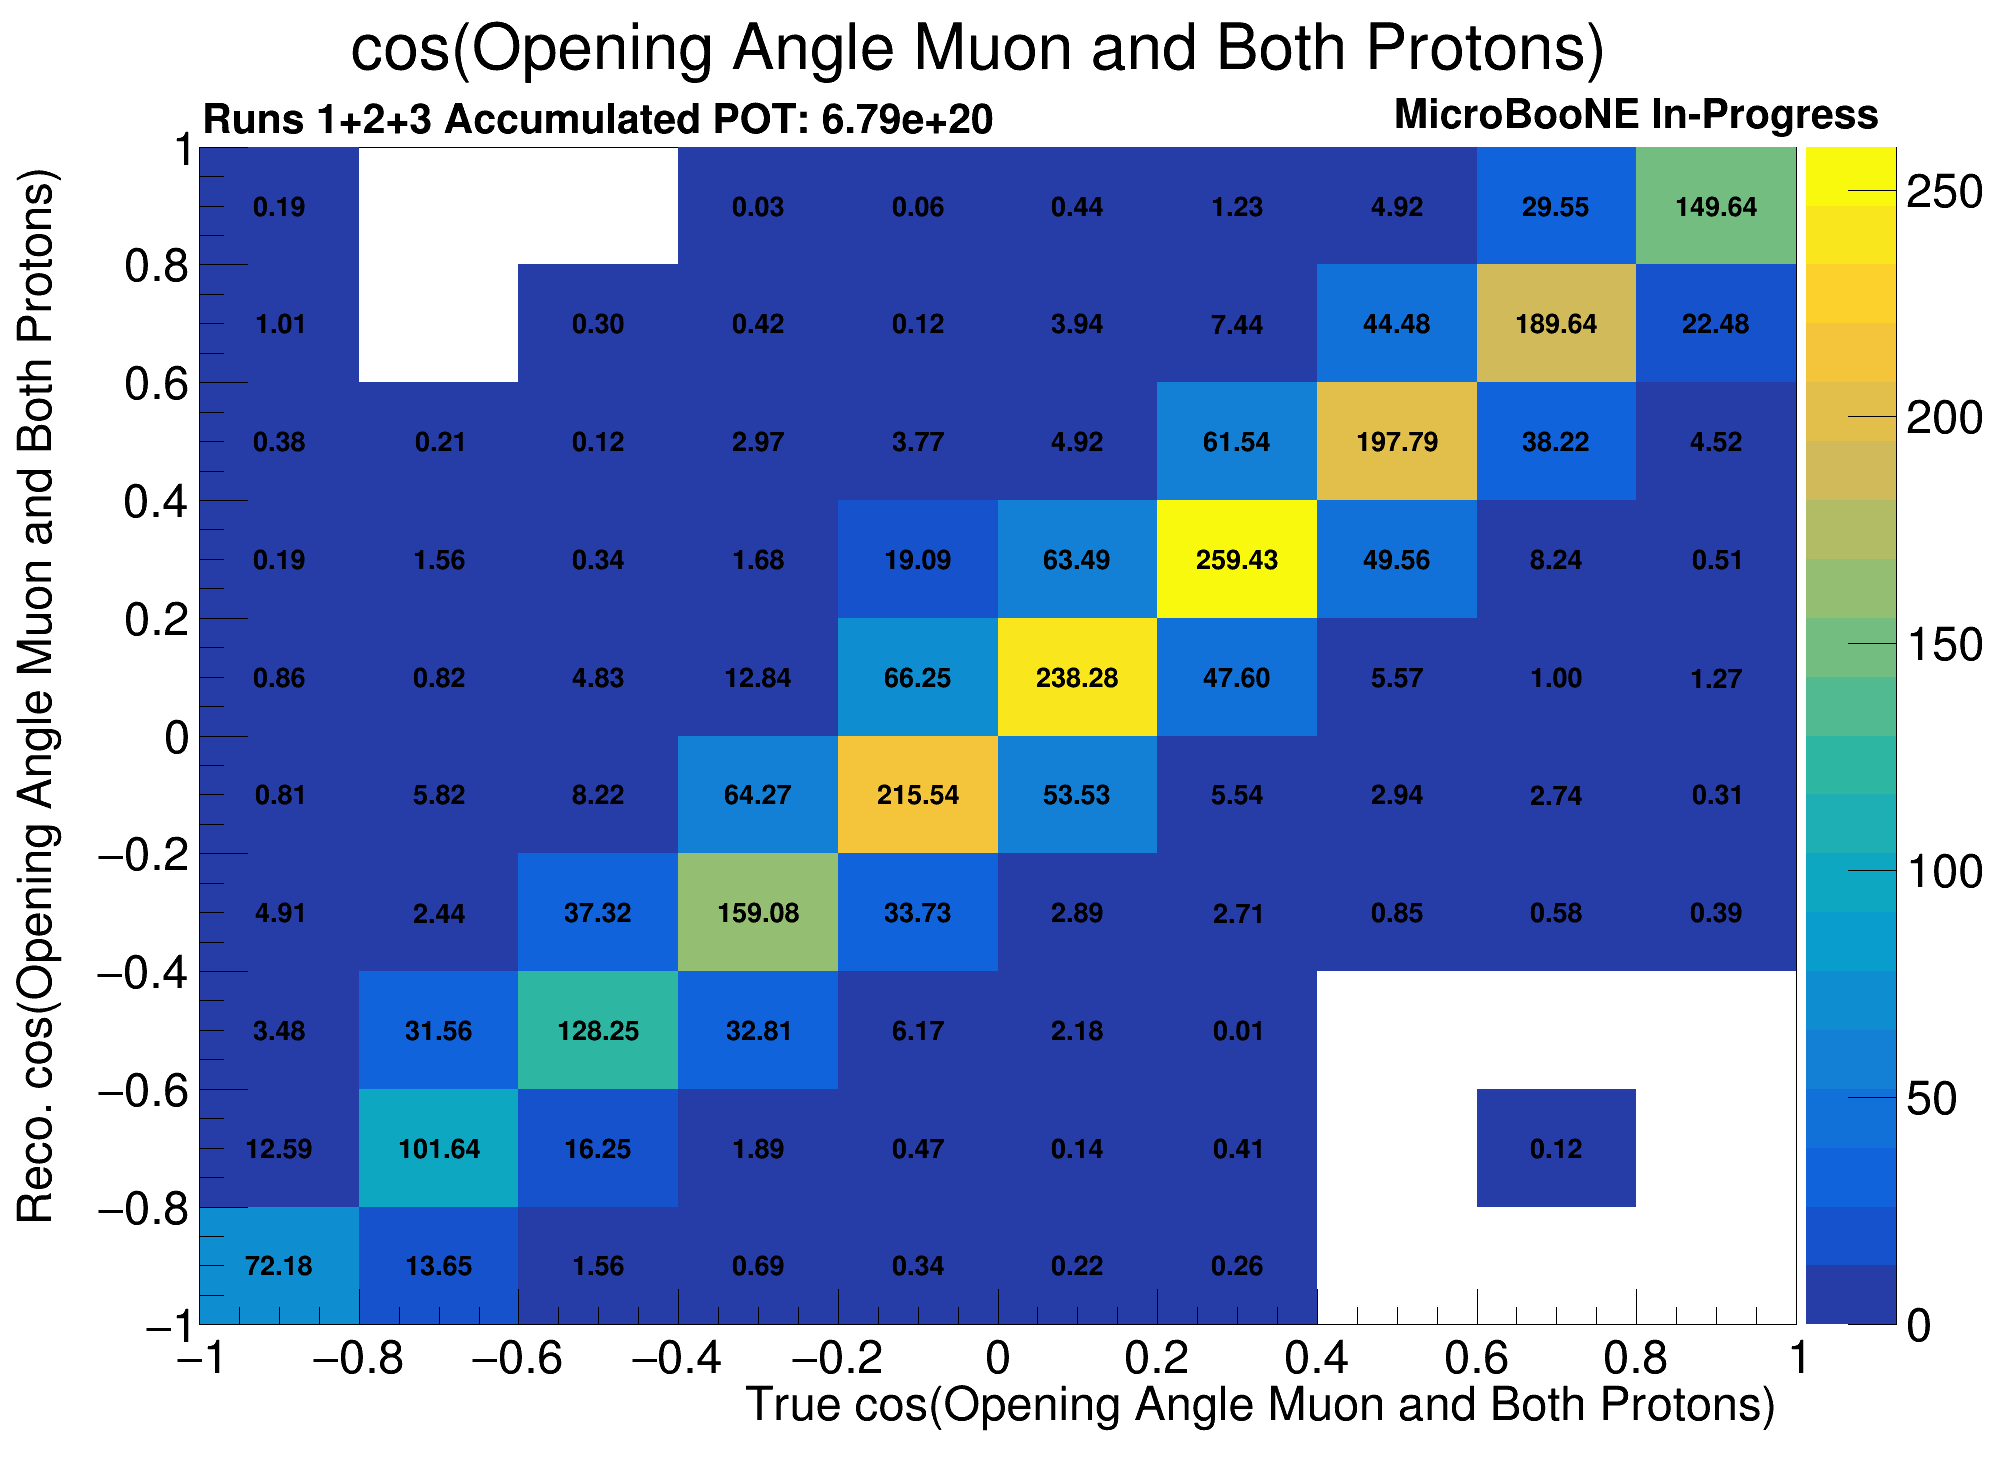 cos(Opening Angle Muon and Both Protons)
Runs 1+2+3 Accumulated POT: 6.79e+20
MicroBooNE In-Progress
Reco. cos(Opening Angle Muon and Both Protons)
1
0.19 0.03 0.06 0.44 1.23 4.92 29.55 149.64
250
0.8
1.01 0.30 0.42 0.12 3.94 7.44 44.48 189.64 22.48
0.6
200
0.38 0.21 0.12 2.97 3.77 4.92 61.54 197.79 38.22 4.52
0.4
0.19 1.56 0.34 1.68 19.09 63.49 259.43 49.56 8.24 0.51
0.2
150
0.86 0.82 4.83 12.84 66.25 238.28 47.60 5.57 1.00 1.27
0
0.81 5.82 8.22 64.27 215.54 53.53 5.54 2.94 2.74 0.31
−0.2
100
4.91 2.44 37.32 159.08 33.73 2.89 2.71 0.85 0.58 0.39
−0.4
3.48 31.56 128.25 32.81 6.17 2.18 0.01
−0.6
50
12.59 101.64 16.25 1.89 0.47 0.14 0.41 0.12
−0.8
72.18 13.65 1.56 0.69 0.34 0.22 0.26
−1
0
−1 −0.8 −0.6 −0.4 −0.2 0 0.2 0.4 0.6 0.8 1
True cos(Opening Angle Muon and Both Protons)